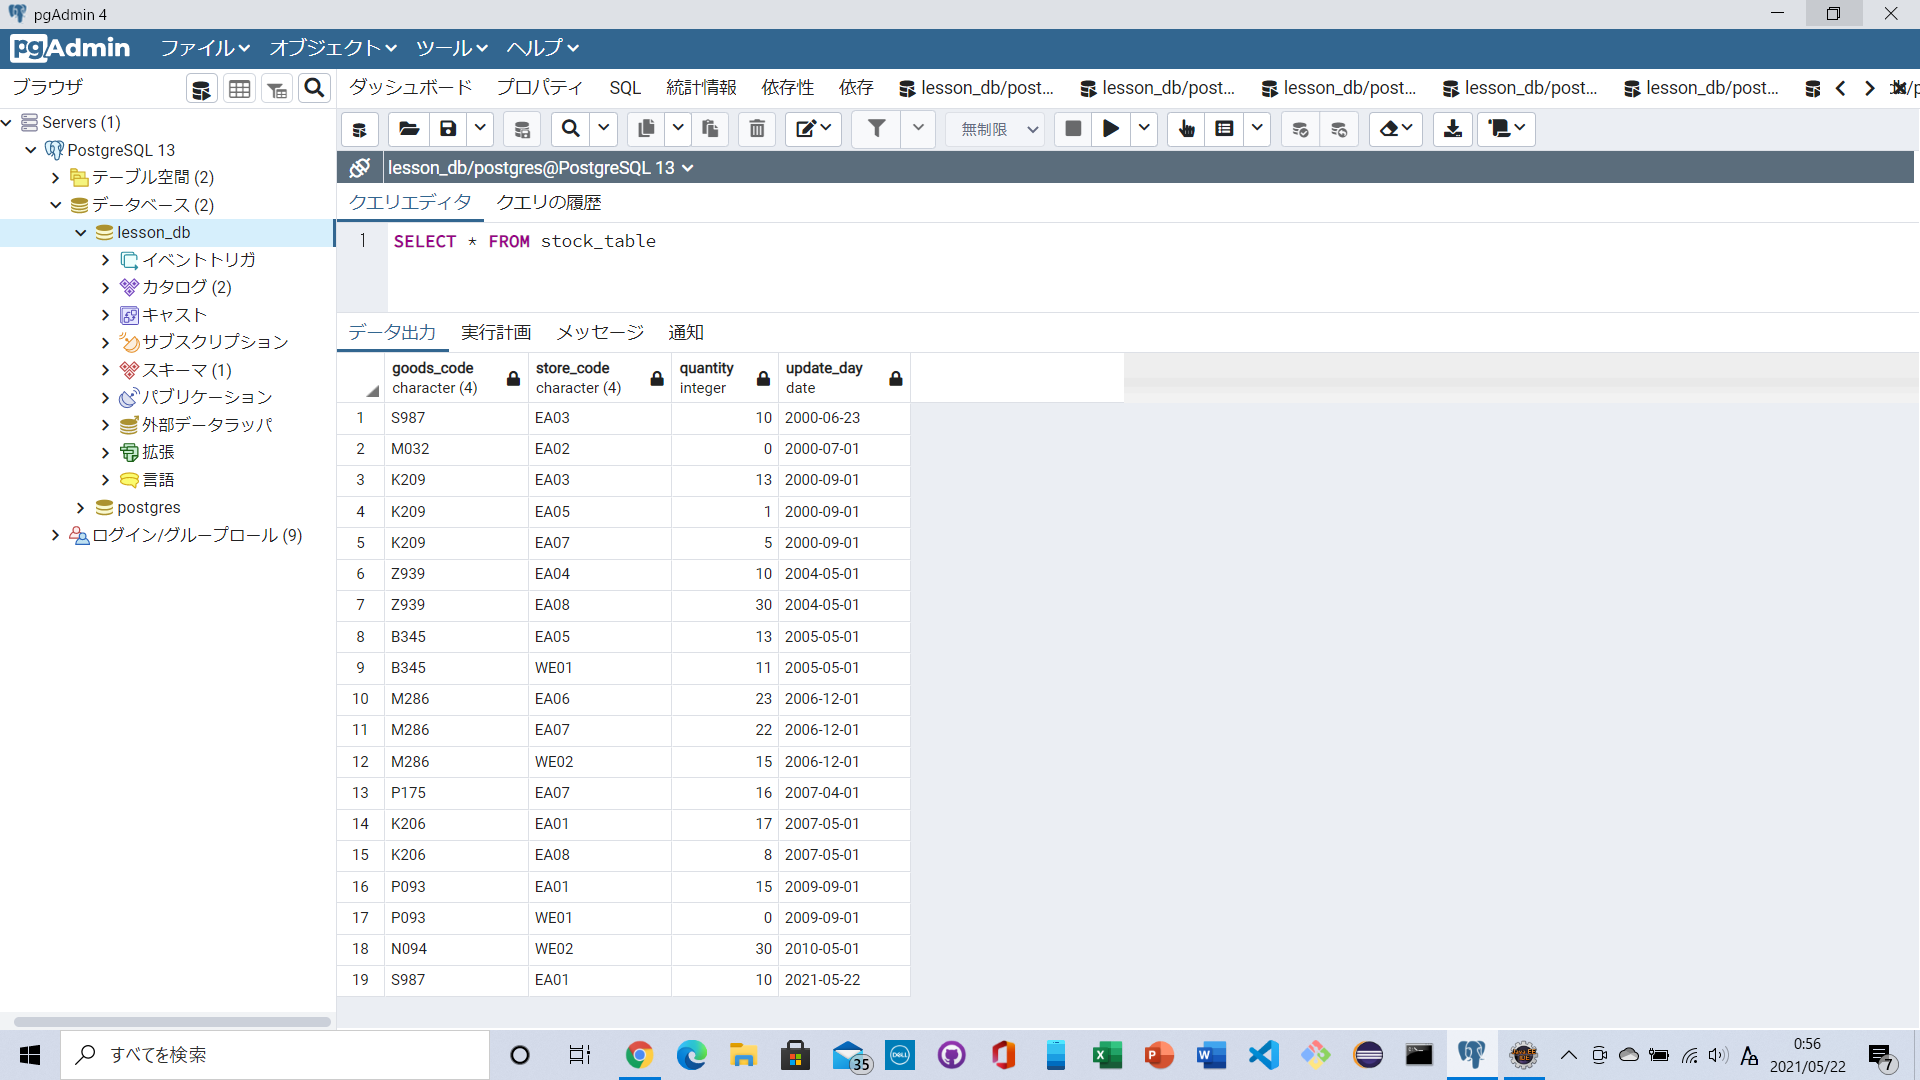 pgAdmin 4
pgAdmin ファイル オブジェクト ツール ヘルプ
ブラウザ
ダッシュボード プロパティ SQL 統計情報 依存性 依存 lesson_db/post... lesson_db/post... lesson_db/post... lesson_db/post... lesson_db/post...
Servers (1)
PostgreSQL 13
テーブル空間 (2)
データベース (2)
lesson_db
イベントトリガ
カタログ (2)
キャスト
サブスクリプション
スキーマ (1)
パブリケーション
外部データラッパ
拡張
言語
postgres
ログイン/グループロール (9)
無制限
lesson_db/postgres@PostgreSQL 13
クエリエディタ クエリの履歴
1 SELECT * FROM stock_table
データ出力 実行計画 メッセージ 通知
goods_code store_code quantity update_day
character (4) character (4) integer date
1 S987 EA03 10 2000-06-23
2 M032 EA02 0 2000-07-01
3 K209 EA03 13 2000-09-01
4 K209 EA05 1 2000-09-01
5 K209 EA07 5 2000-09-01
6 Z939 EA04 10 2004-05-01
7 Z939 EA08 30 2004-05-01
8 B345 EA05 13 2005-05-01
9 B345 WE01 11 2005-05-01
10 M286 EA06 23 2006-12-01
11 M286 EA07 22 2006-12-01
12 M286 WE02 15 2006-12-01
13 P175 EA07 16 2007-04-01
14 K206 EA01 17 2007-05-01
15 K206 EA08 8 2007-05-01
16 P093 EA01 15 2009-09-01
17 P093 WE01 0 2009-09-01
18 N094 WE02 30 2010-05-01
19 S987 EA01 10 2021-05-22
すべてを検索
35
DELL
A
0:56
2021/05/22
7